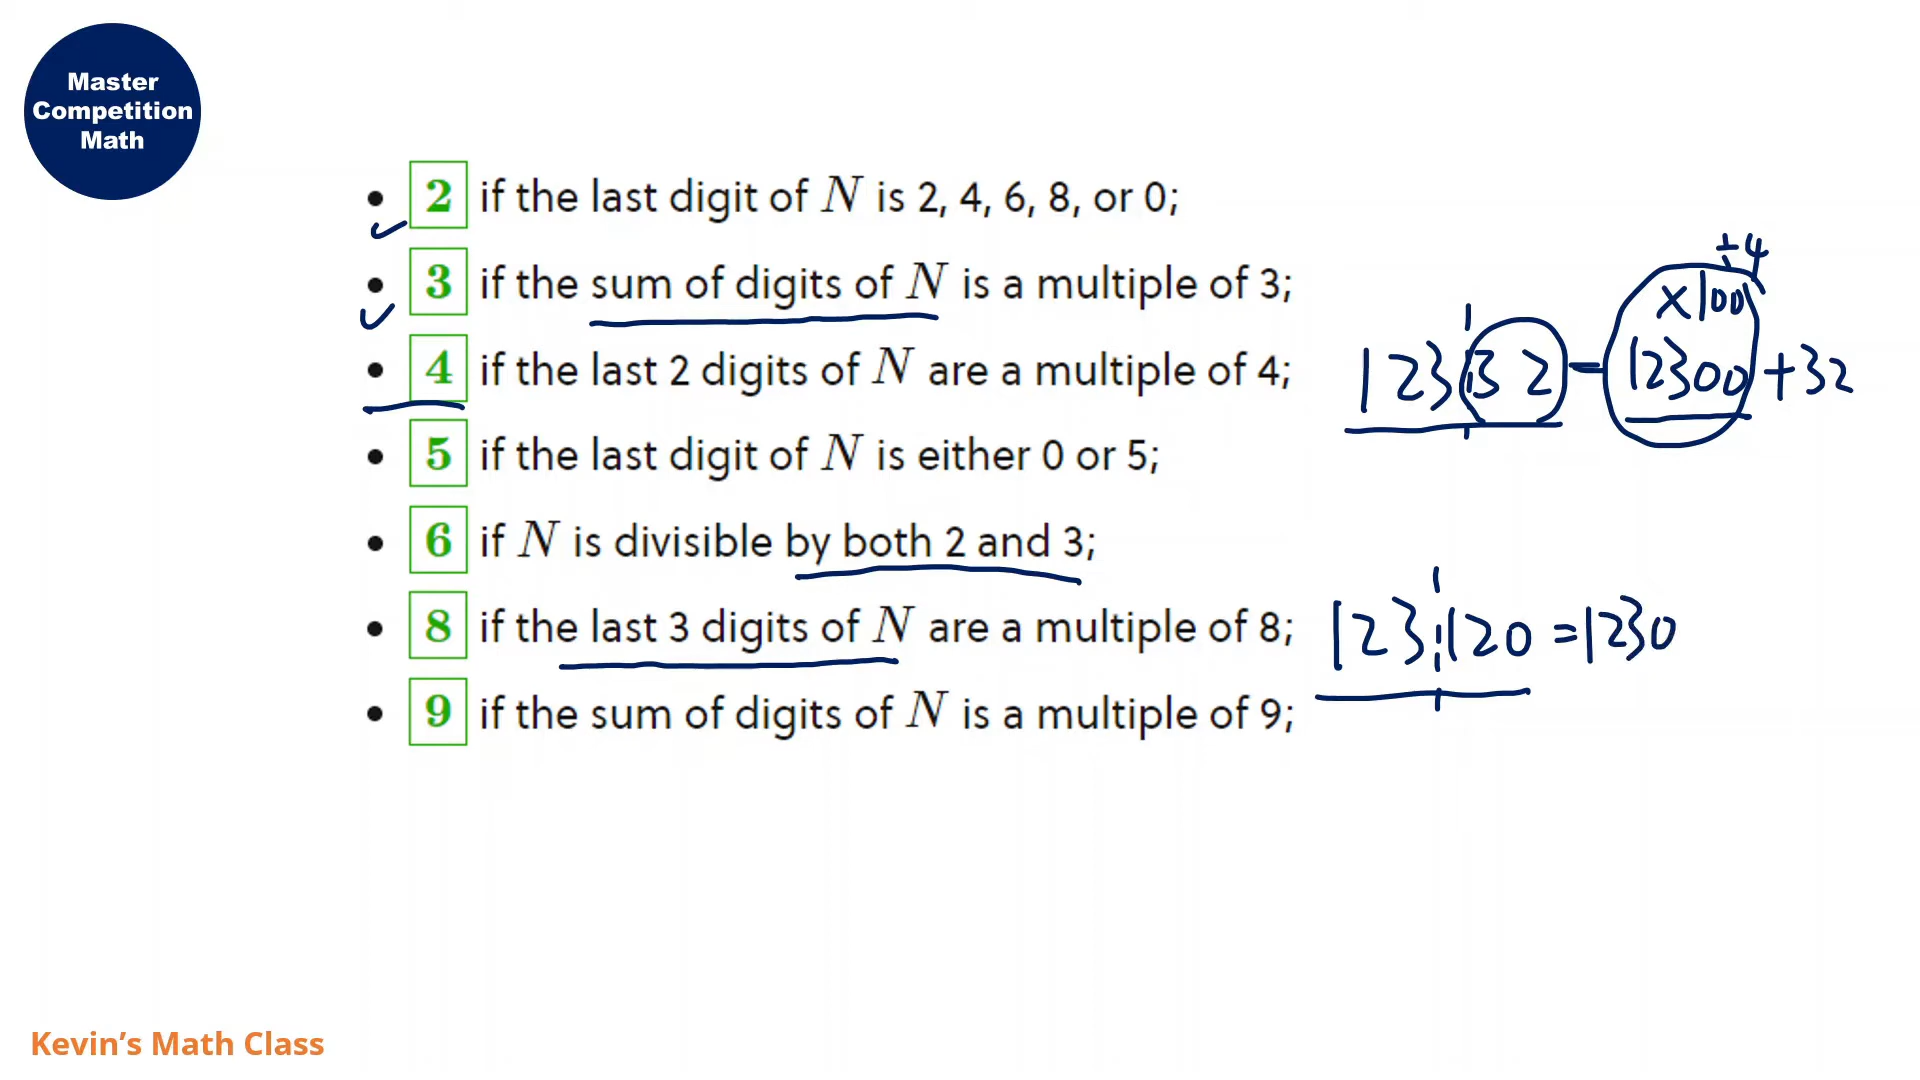 Master
Competition
Math
• 2 if the last digit of N is 2, 4, 6, 8, or 0;
• 3 if the sum of digits of N is a multiple of 3;
• 4 if the last 2 digits of N are a multiple of 4;
• 5 if the last digit of N is either 0 or 5;
• 6 if N is divisible by both 2 and 3;
• 8 if the last 3 digits of N are a multiple of 8;
• 9 if the sum of digits of N is a multiple of 9;
÷4
×100
12332 = 12300 + 32
123120 = 1230
Kevin's Math Class